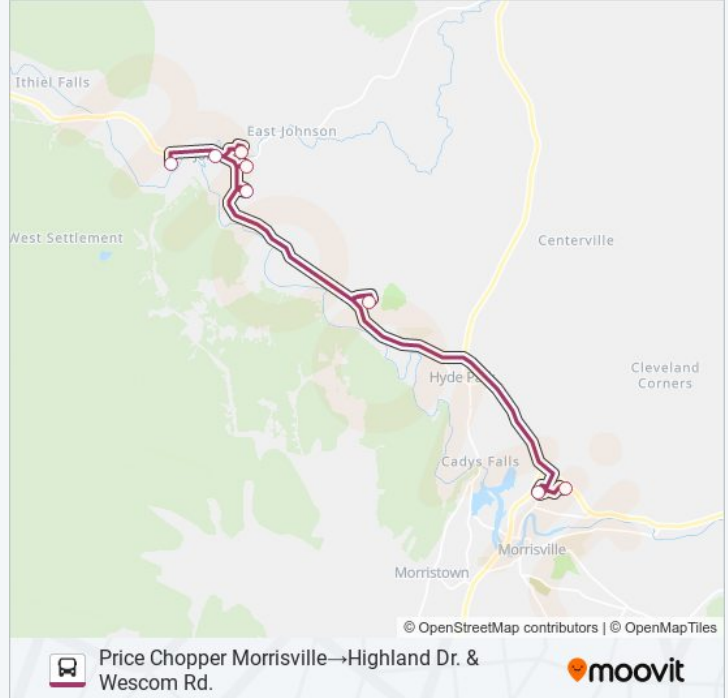 Ithiel Falls
East Johnson
West Settlement
Centerville
Cleveland
Corners
Hyde
Cadys Falls
Morrisville
Morristown
© OpenStreetMap contributors | © OpenMapTiles
Price Chopper Morrisville→Highland Dr. &
Wescom Rd.
moovit